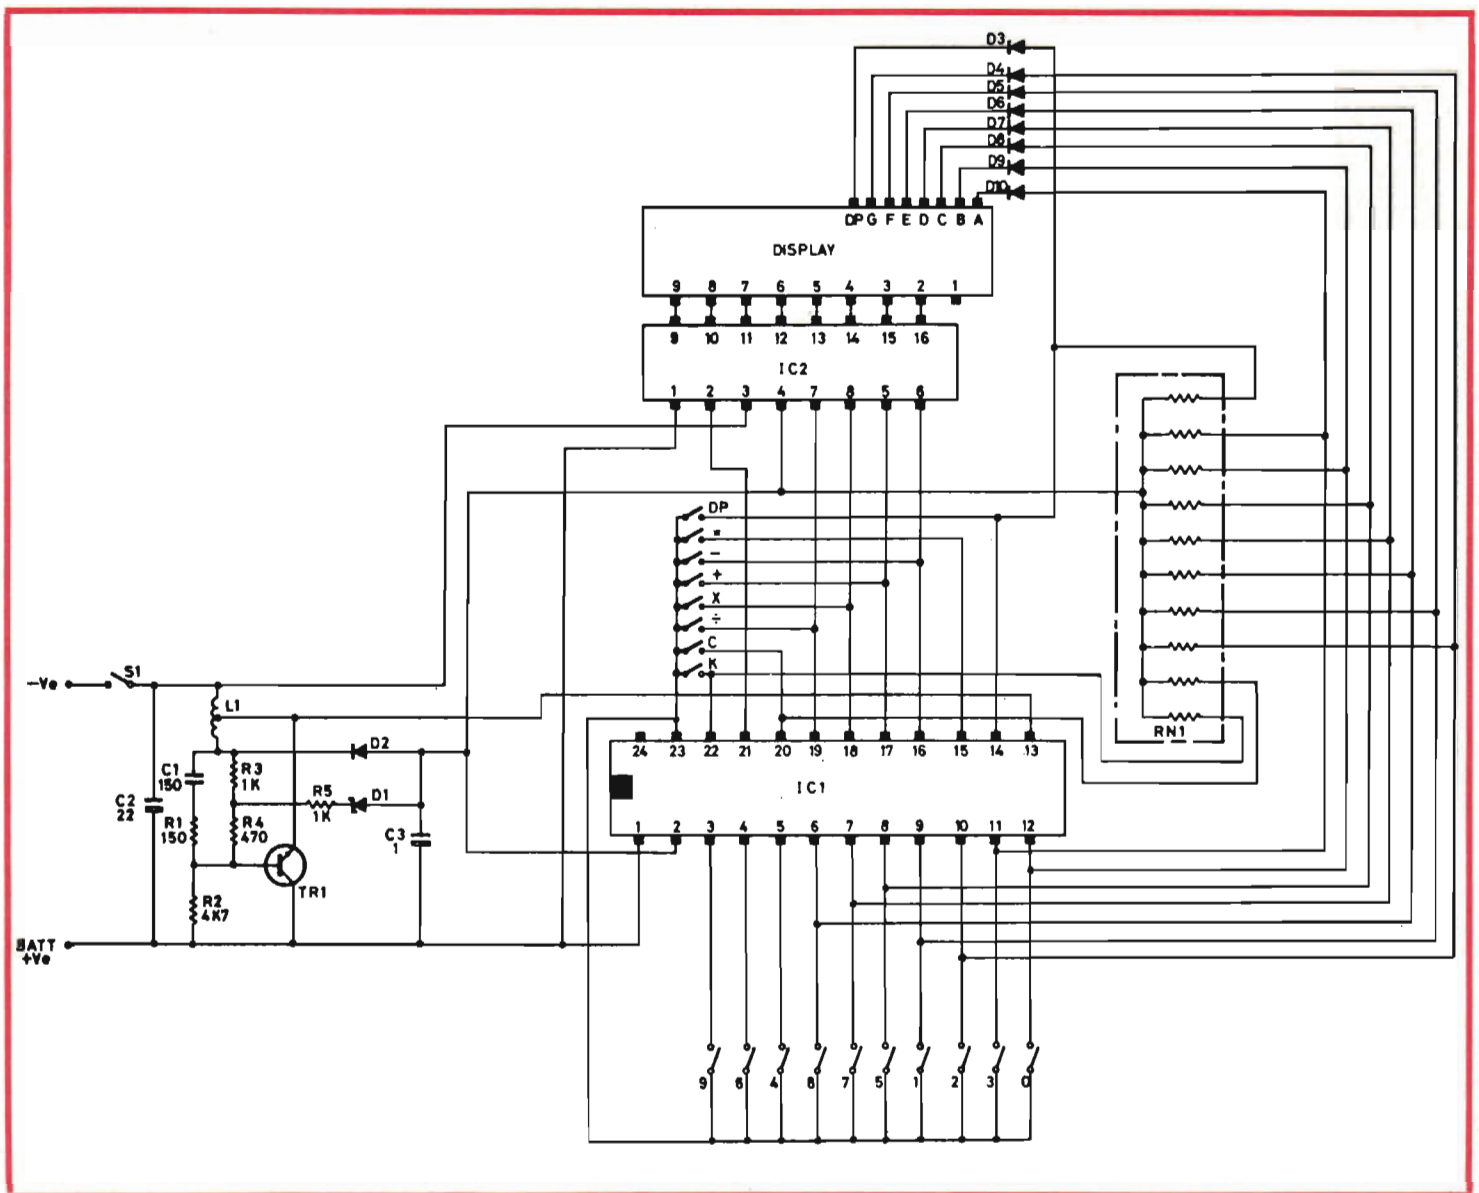 D3
D4
D5
D6
D7
D8
D9
D10
DP G F E D C B A
DISPLAY
9 8 7 6 5 4 3 2 1
9 10 11 12 13 14 15 16
IC2
1 2 3 4 7 8 5 6
DP
=
-
+
X
÷
C
K
RN1
-Ve
S1
L1
D2
C1
150
R3
1K
C2
22
R5
1K
D1
R1
150
R4
470
C3
1
TR1
R2
4K7
BATT
+Ve
24 23 22 21 20 19 18 17 16 15 14 13
IC1
1 2 3 4 5 6 7 8 9 10 11 12
9 6 4 8 7 5 1 2 3 0